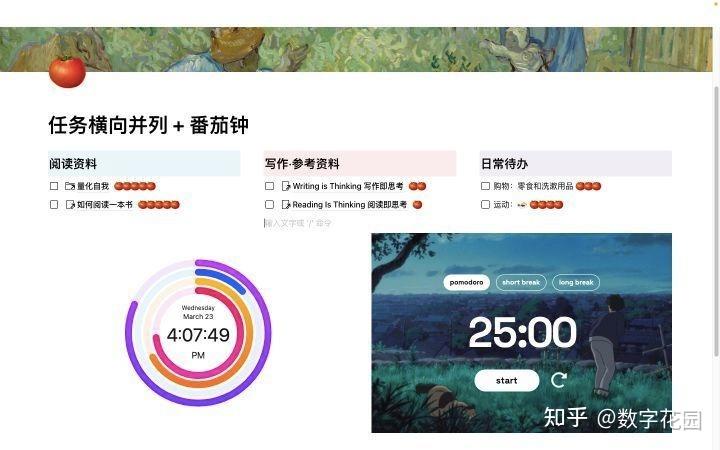 任务横向并列 + 番茄钟
阅读资料
量化自我
如何阅读一本书
写作·参考资料
Writing is Thinking 写作即思考
Reading Is Thinking 阅读即思考
输入文字或“/”命令
日常待办
购物：零食和洗漱用品
运动：
Wednesday
March 23
4:07:49
PM
pomodoro short break long break
25:00
start
知乎 @数字花园